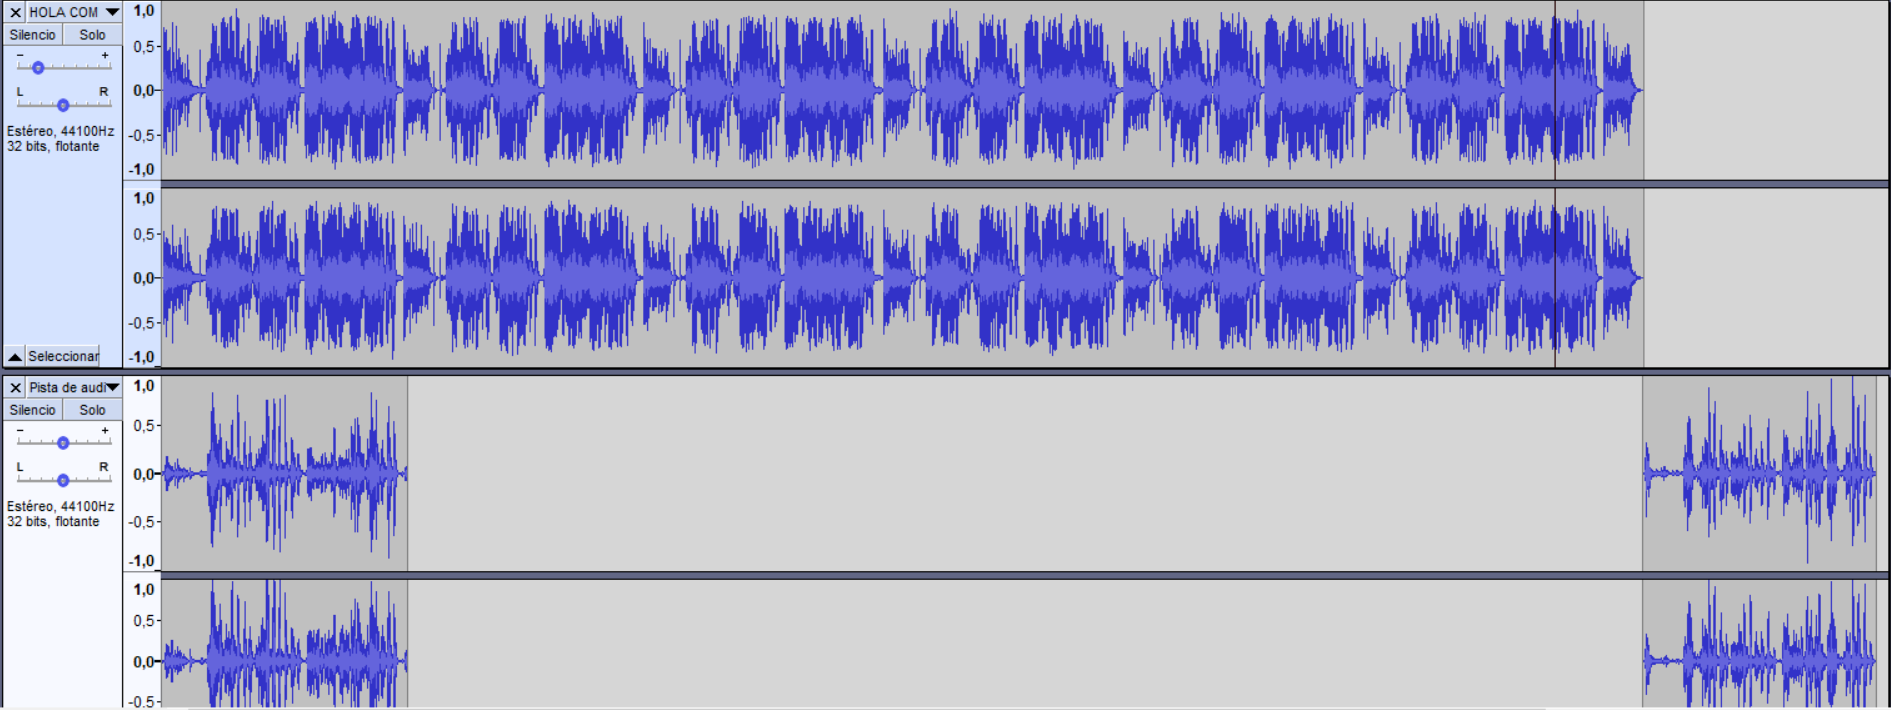 HOLA COM
Silencio Solo
- +
L R
Estéreo, 44100Hz
32 bits, flotante
Seleccionar
1,0
0,5-
0,0-
-0,5-
-1,0
1,0
0,5-
0,0-
-0,5-
-1,0
Pista de audi
Silencio Solo
- +
L R
Estéreo, 44100Hz
32 bits, flotante
1,0
0,5-
0,0-
-0,5-
-1,0
1,0
0,5-
0,0-
-0,5-